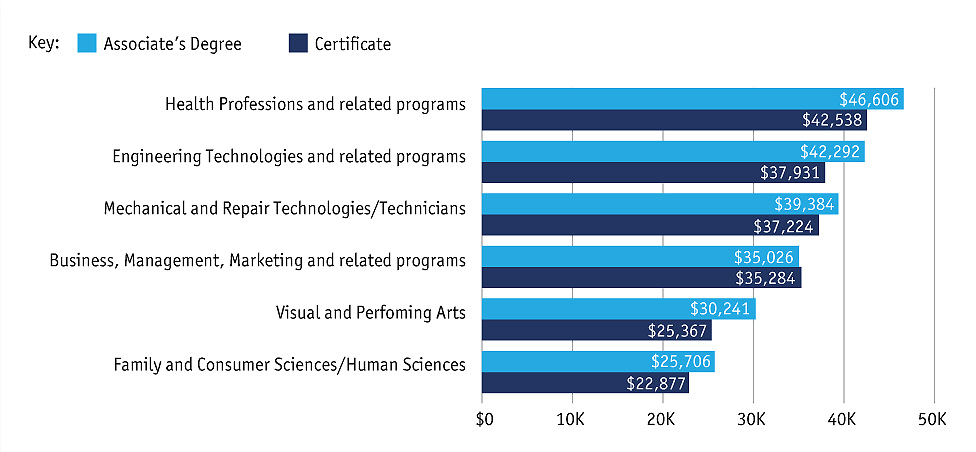 Key: Associate's Degree Certificate
Health Professions and related programs $46,606
$42,538
Engineering Technologies and related programs $42,292
$37,931
Mechanical and Repair Technologies/Technicians $39,384
$37,224
Business, Management, Marketing and related programs $35,026
$35,284
Visual and Perfoming Arts $30,241
$25,367
Family and Consumer Sciences/Human Sciences $25,706
$22,877
$0 10K 20K 30K 40K 50K